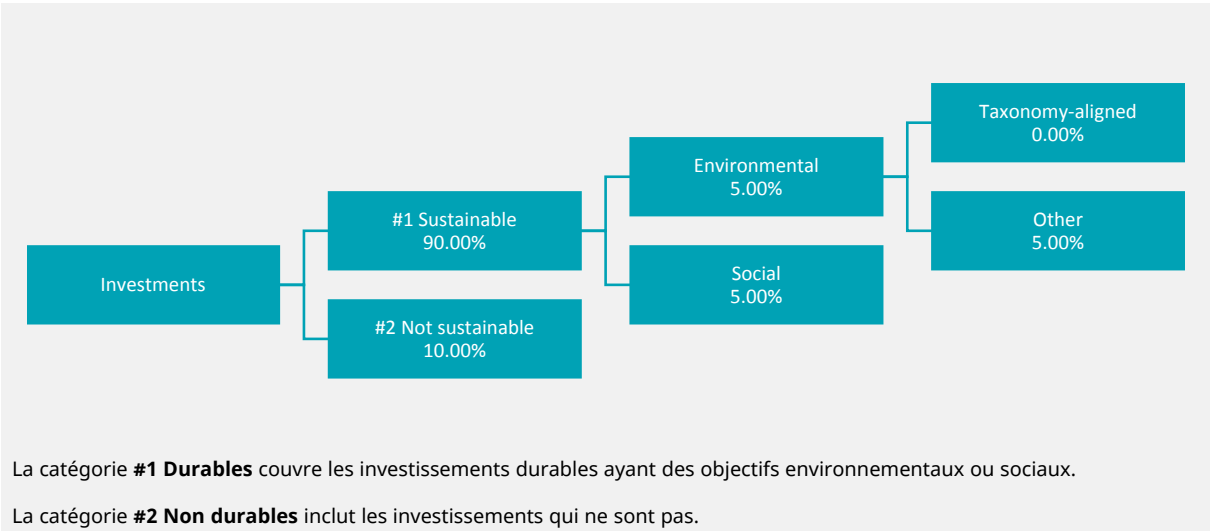 Investments
#1 Sustainable
90.00%
#2 Not sustainable
10.00%
Environmental
5.00%
Social
5.00%
Taxonomy-aligned
0.00%
Other
5.00%
La catégorie #1 Durables couvre les investissements durables ayant des objectifs environnementaux ou sociaux.
La catégorie #2 Non durables inclut les investissements qui ne sont pas.